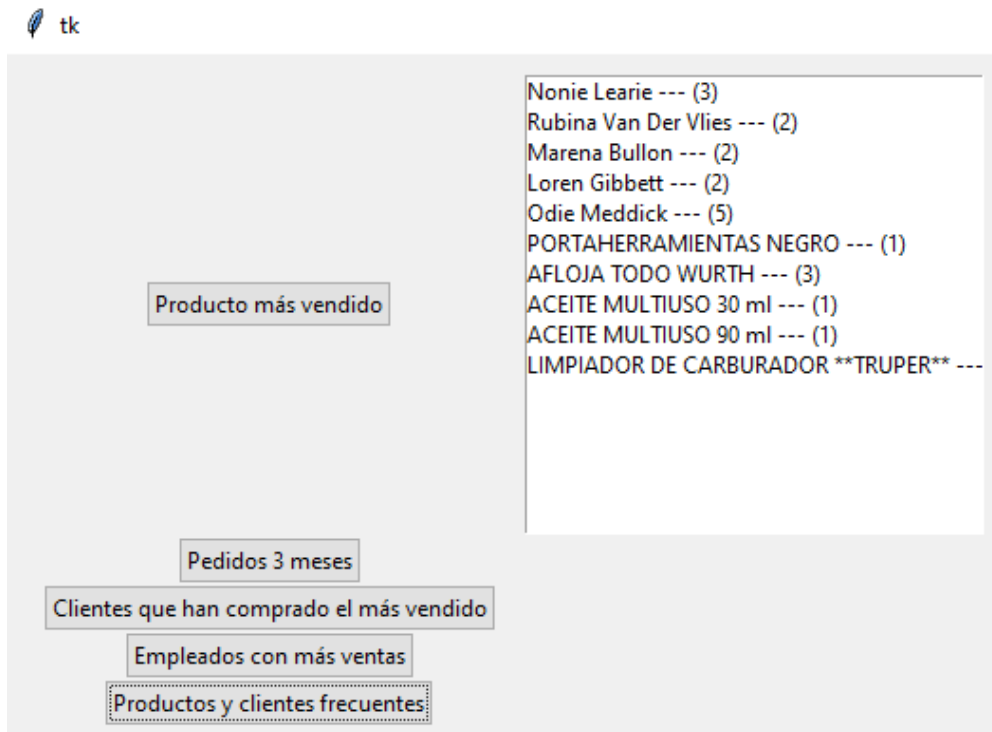 tk
Nonie Learie --- (3)
Rubina Van Der Vlies --- (2)
Marena Bullon --- (2)
Loren Gibbett --- (2)
Odie Meddick --- (5)
PORTAHERRAMIENTAS NEGRO --- (1)
AFLOJA TODO WURTH --- (3)
ACEITE MULTIUSO 30 ml --- (1)
ACEITE MULTIUSO 90 ml --- (1)
LIMPIADOR DE CARBURADOR **TRUPER** ---
Producto más vendido
Pedidos 3 meses
Clientes que han comprado el más vendido
Empleados con más ventas
Productos y clientes frecuentes